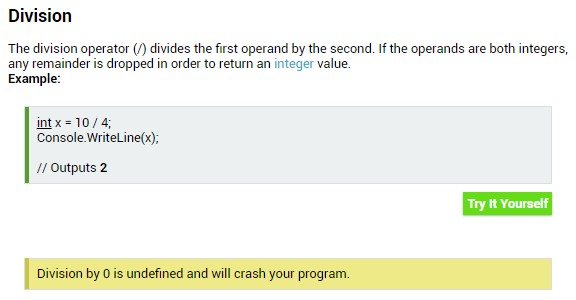 Division
The division operator (/) divides the first operand by the second. If the operands are both integers,
any remainder is dropped in order to return an integer value.
Example:
int x = 10 / 4;
Console.WriteLine(x);
// Outputs 2
Try It Yourself
Division by 0 is undefined and will crash your program.